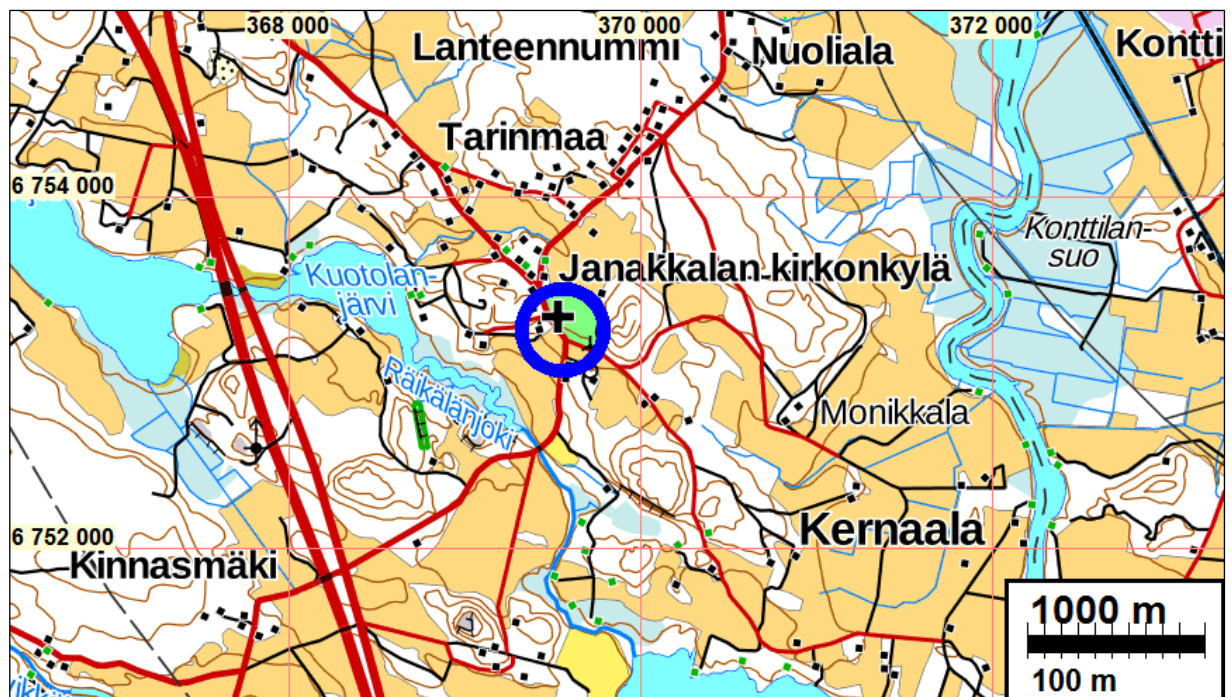 368 000
370 000
372 000
Lanteennummi
Nuoliala
Kontti
Tarinmaa
6 754 000
Konttilan-
suo
Janakkalan kirkonkylä
Kuotolan-
järvi
Räikälänjoki
Monikkala
Kernaala
6 752 000
Kinnasmäki
1000 m
100 m